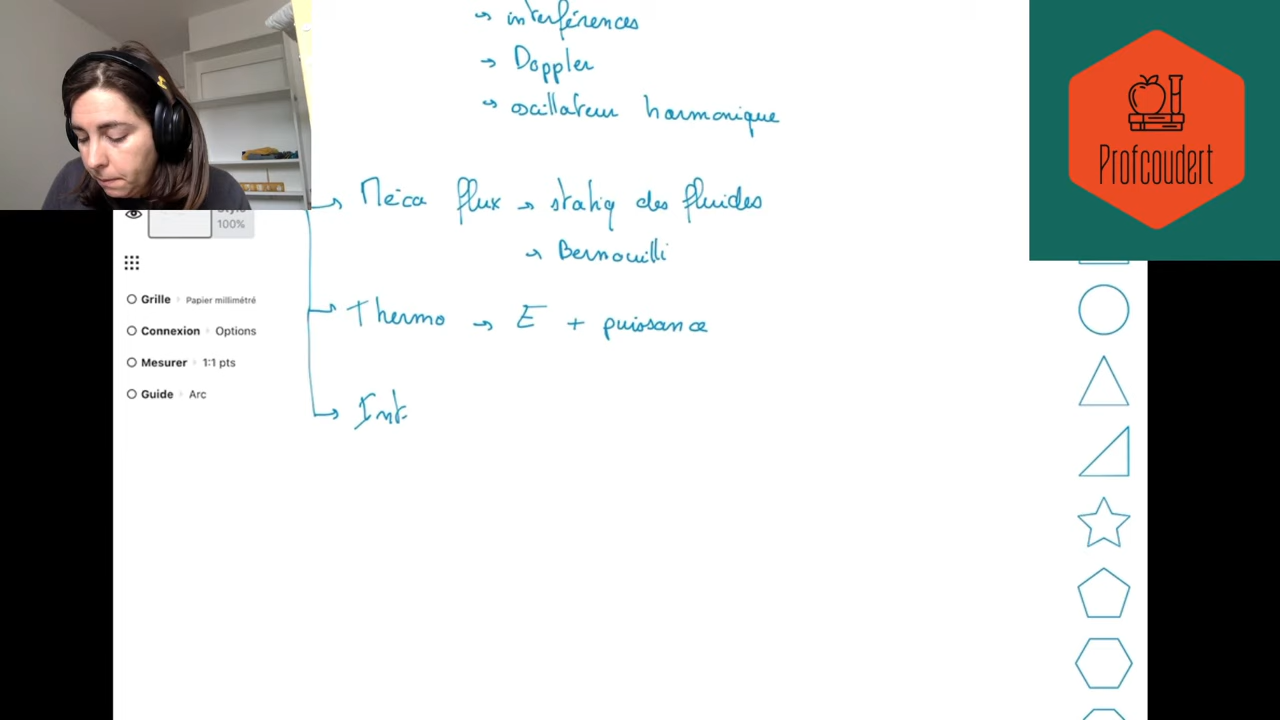 → interférences
→ Doppler
→ oscillateur harmonique
Profcoudert
→ Méca flux → statiq des fluides
→ Bernouilli
100%
Grille › Papier millimétré
→ Thermo → E + puissance
Connexion › Options
Mesurer › 1:1 pts
Guide › Arc
→ Int